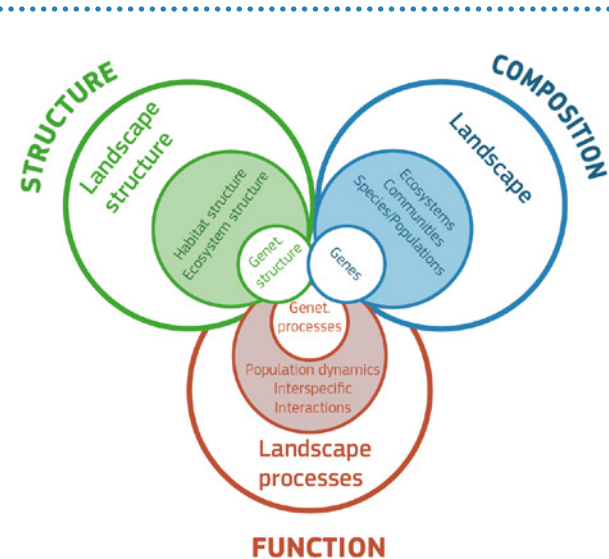 STRUCTURE
Landscape
structure
Habitat structure
Ecosystem structure
Genet.
structure
COMPOSITION
Landscape
Ecosystems
Communities
Species/Populations
Genes
Genet.
processes
Population dynamics
Interspecific
Interactions
Landscape
processes
FUNCTION